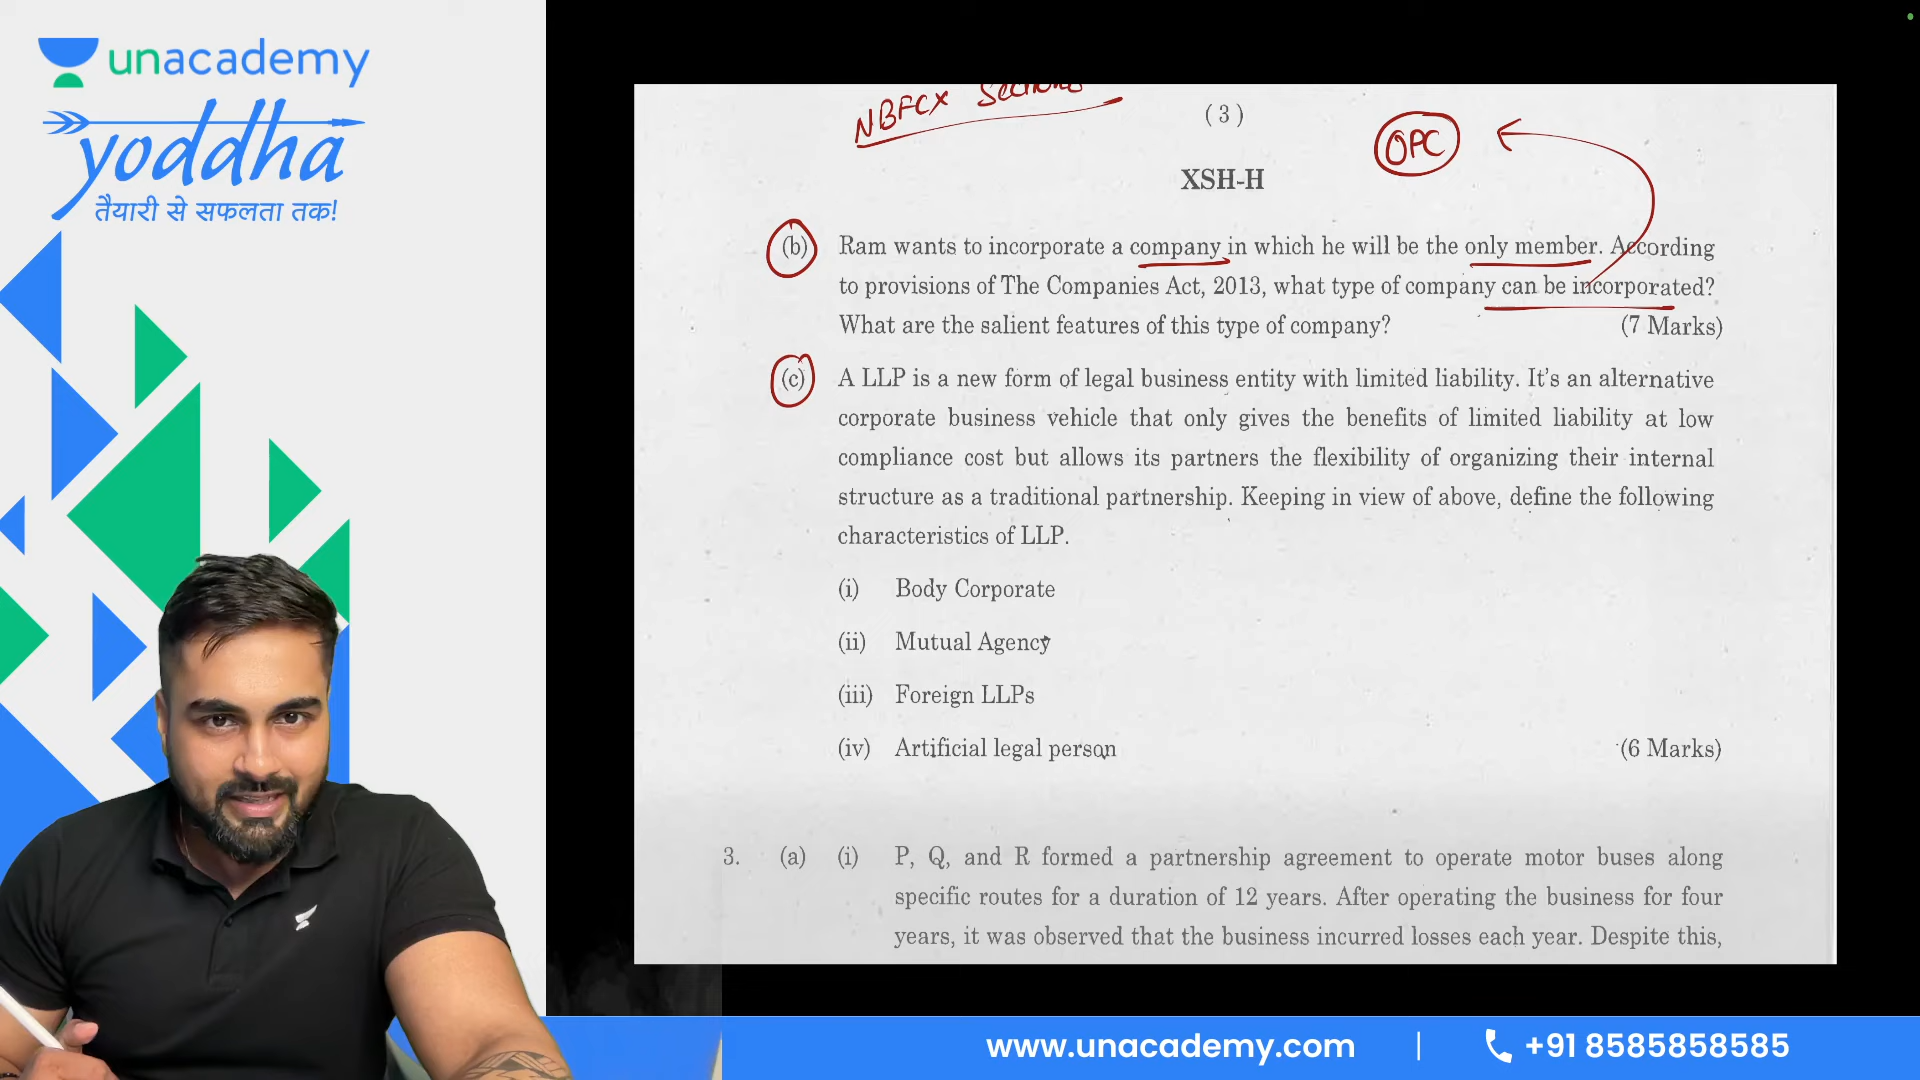 unacademy
yoddha
तैयारी से सफलता तक!
NBFCX Section
(3)
OPC
XSH-H
(b) Ram wants to incorporate a company in which he will be the only member. According
to provisions of The Companies Act, 2013, what type of company can be incorporated?
What are the salient features of this type of company? (7 Marks)
(c) A LLP is a new form of legal business entity with limited liability. It's an alternative
corporate business vehicle that only gives the benefits of limited liability at low
compliance cost but allows its partners the flexibility of organizing their internal
structure as a traditional partnership. Keeping in view of above, define the following
characteristics of LLP.
(i) Body Corporate
(ii) Mutual Agency
(iii) Foreign LLPs
(iv) Artificial legal person (6 Marks)
3. (a) (i) P, Q, and R formed a partnership agreement to operate motor buses along
specific routes for a duration of 12 years. After operating the business for four
years, it was observed that the business incurred losses each year. Despite this,
www.unacademy.com | +91 8585858585